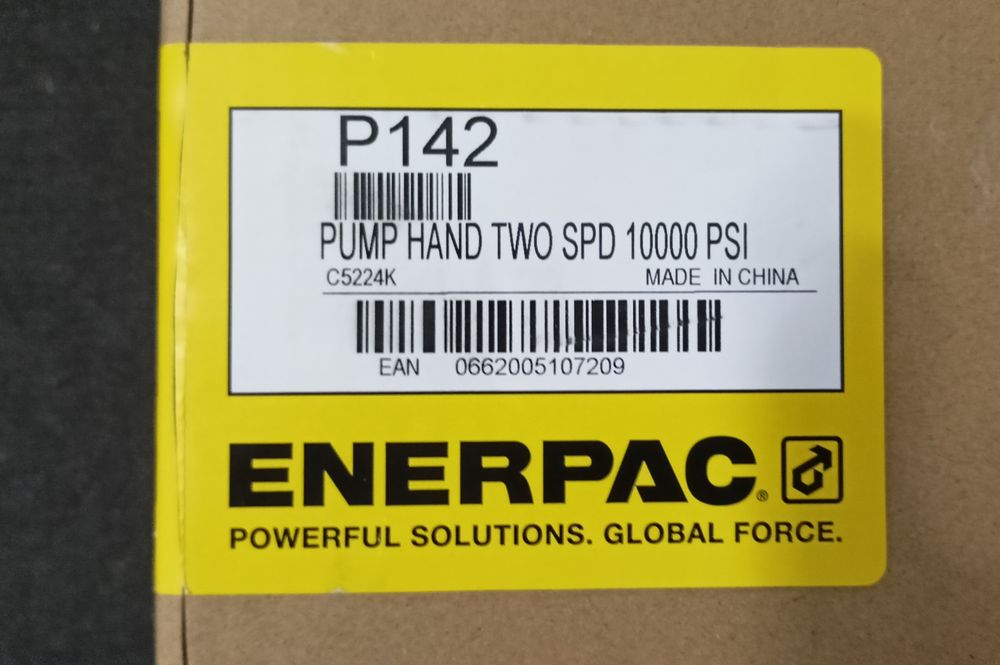 P142
PUMP HAND TWO SPD 10000 PSI
C5224K MADE IN CHINA
EAN 0662005107209
ENERPAC®
POWERFUL SOLUTIONS. GLOBAL FORCE.